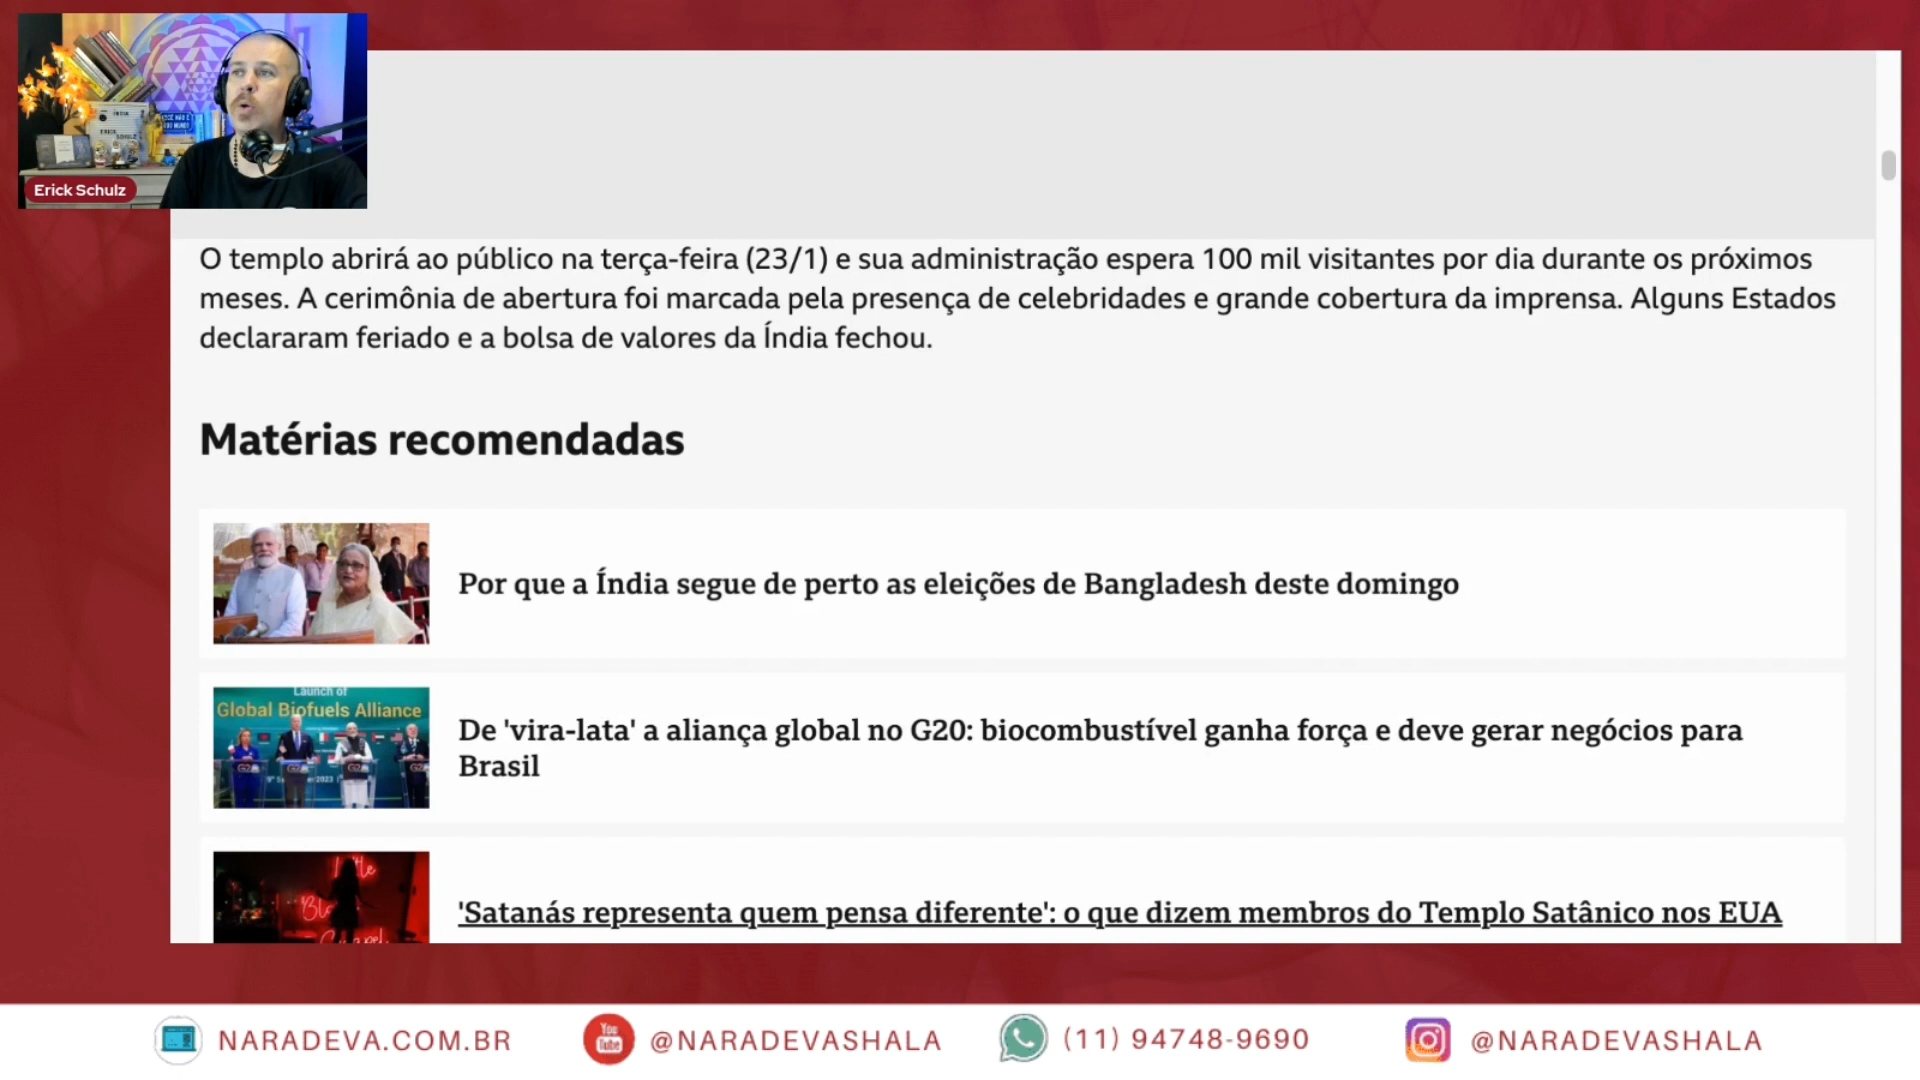 Erick Schulz
O templo abrirá ao público na terça-feira (23/1) e sua administração espera 100 mil visitantes por dia durante os próximos
meses. A cerimônia de abertura foi marcada pela presença de celebridades e grande cobertura da imprensa. Alguns Estados
declararam feriado e a bolsa de valores da Índia fechou.
Matérias recomendadas
Por que a Índia segue de perto as eleições de Bangladesh deste domingo
Launch of
Global Biofuels Alliance
De 'vira-lata' a aliança global no G20: biocombustível ganha força e deve gerar negócios para
Brasil
'Satanás representa quem pensa diferente': o que dizem membros do Templo Satânico nos EUA
NARADEVA.COM.BR
You
Tube
@NARADEVASHALA
(11) 94748-9690
@NARADEVASHALA